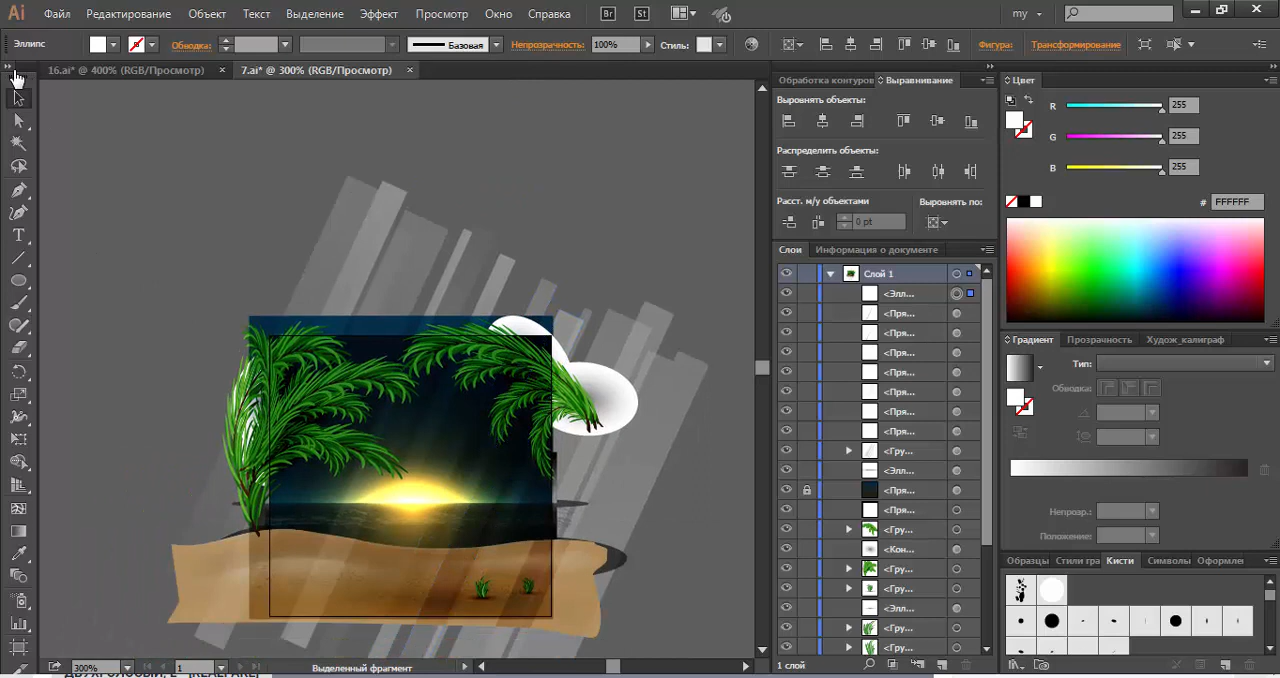 Ai Файл Редактирование Объект Текст Выделение Эффект Просмотр Окно Справка Br St my
Эллипс Обводка: Базовая Непрозрачность: 100% Стиль: Фигура: Трансформирование
16.ai* @ 400% (RGB/Просмотр) × 7.ai* @ 300% (RGB/Просмотр) ×
Обработка контуров Выравнивание
Выровнять объекты:
Распределить объекты:
Расст. м/у объектами Выровнять по:
0 pt
Слои Информация о документе
Слой 1
<Элл...
<Пря...
<Пря...
<Пря...
<Пря...
<Пря...
<Пря...
<Пря...
<Гру...
<Элл...
<Пря...
<Пря...
<Гру...
<Кон...
<Гру...
<Гру...
<Элл...
<Гру...
<Гру...
1 слой
Цвет
R 255
G 255
B 255
# FFFFFF
Градиент Прозрачность Худож_калиграф
Тип:
Обводка:
Непрозр.:
Положение:
Образцы Стили гра Кисти Символы Оформлен
300% 1 Выделенный фрагмент